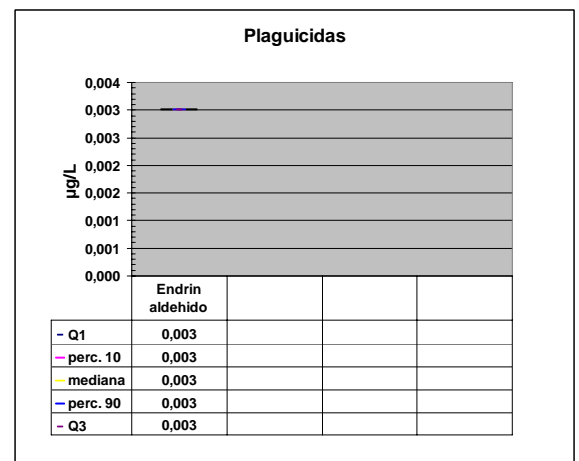 Plaguicidas
0,004
0,003
0,003
0,002
0,002
0,001
0,001
0,000
µg/L
Endrin
aldehido
Q1 0,003
perc. 10 0,003
mediana 0,003
perc. 90 0,003
Q3 0,003